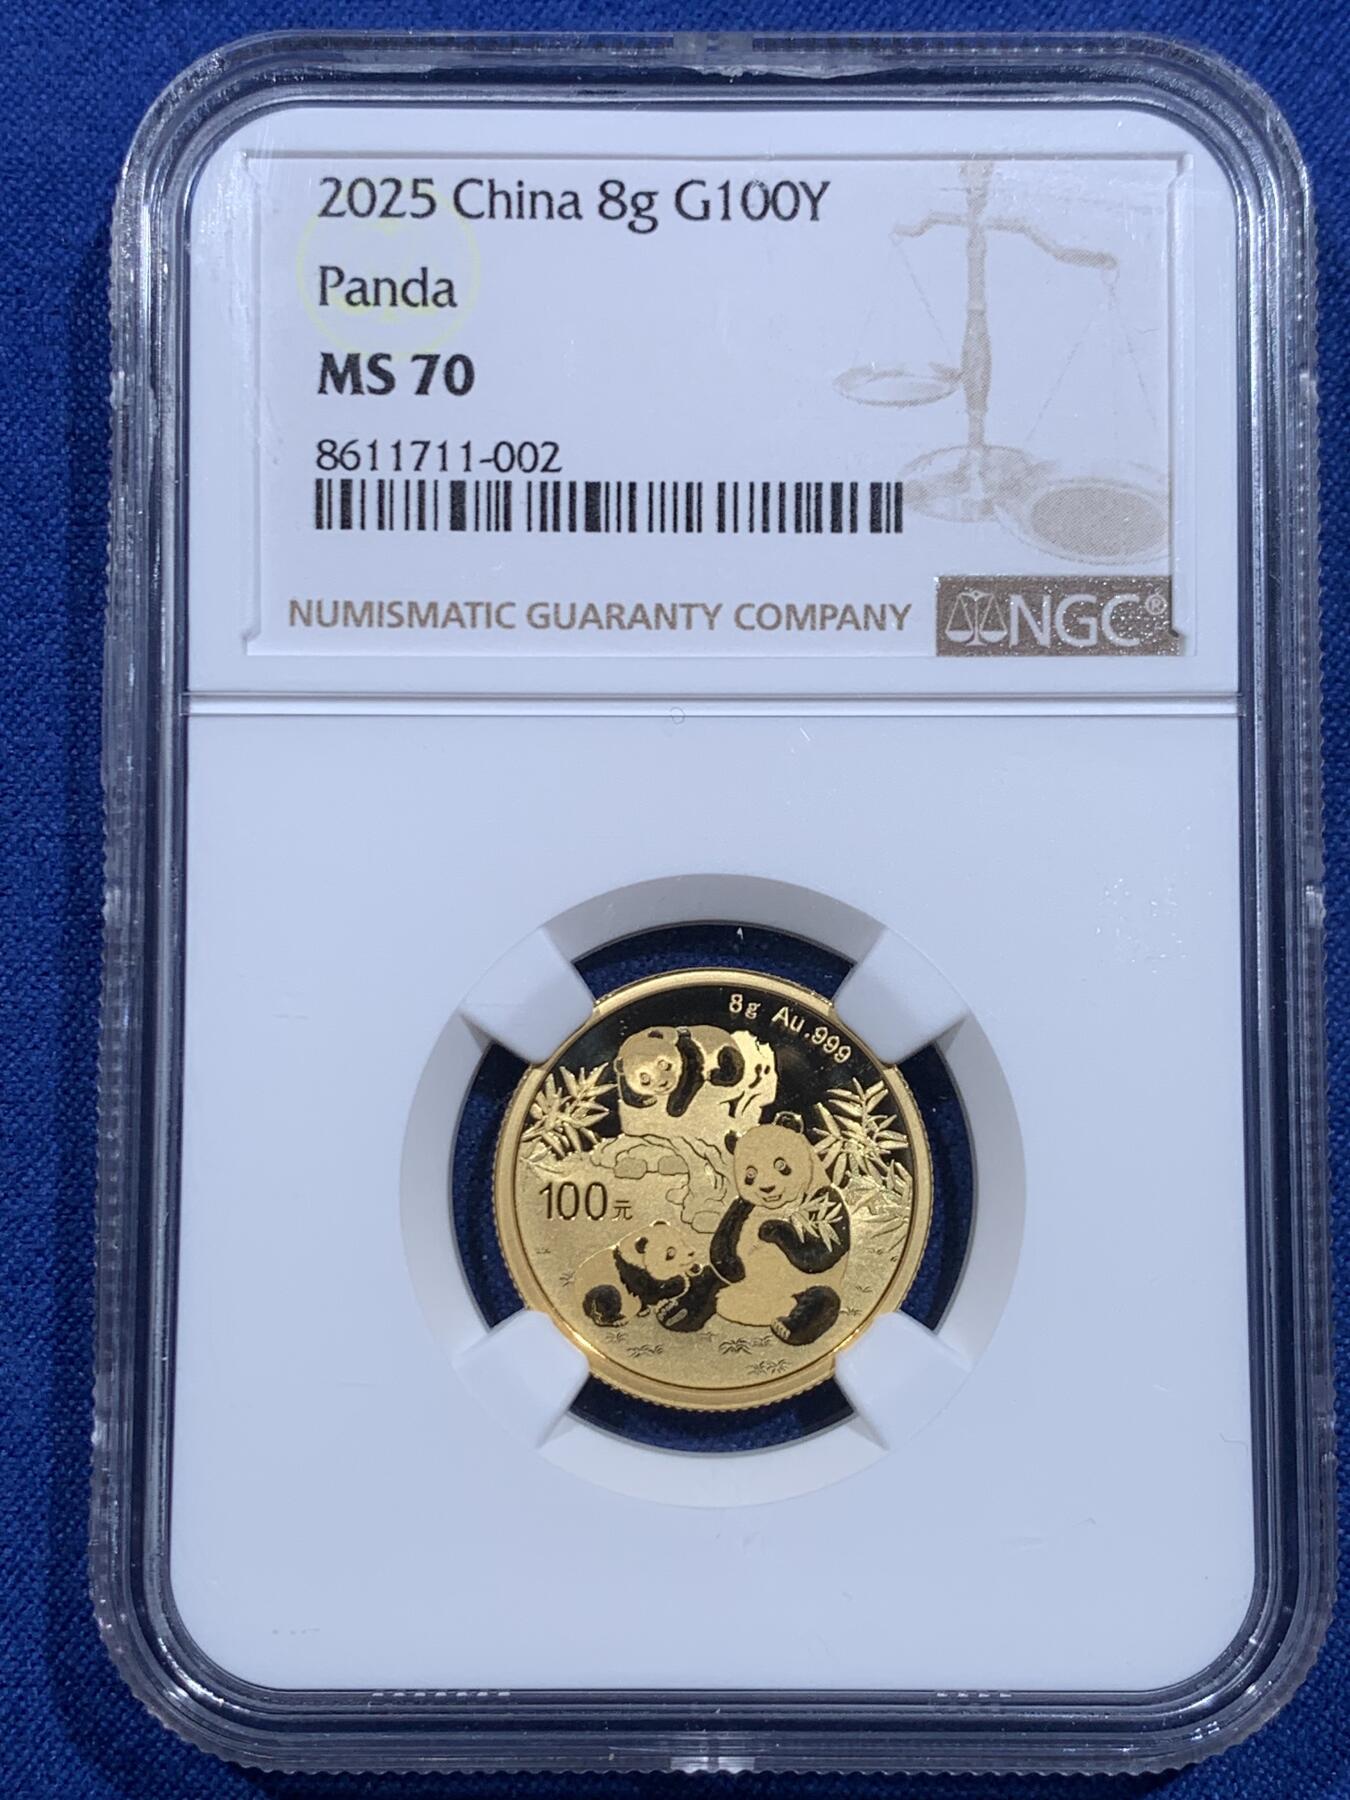 2025 China 8g G100Y
Panda
MS 70
8611711-002
NUMISMATIC GUARANTY COMPANY
NGC®
8g Au.999
100元